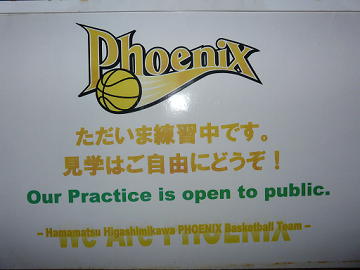 Phoenix
ただいま練習中です。
見学はご自由にどうぞ！
Our Practice is open to public.
– Hamamatsu Higashimikawa PHOENIX Basketball Team –
We Are PHOENIX